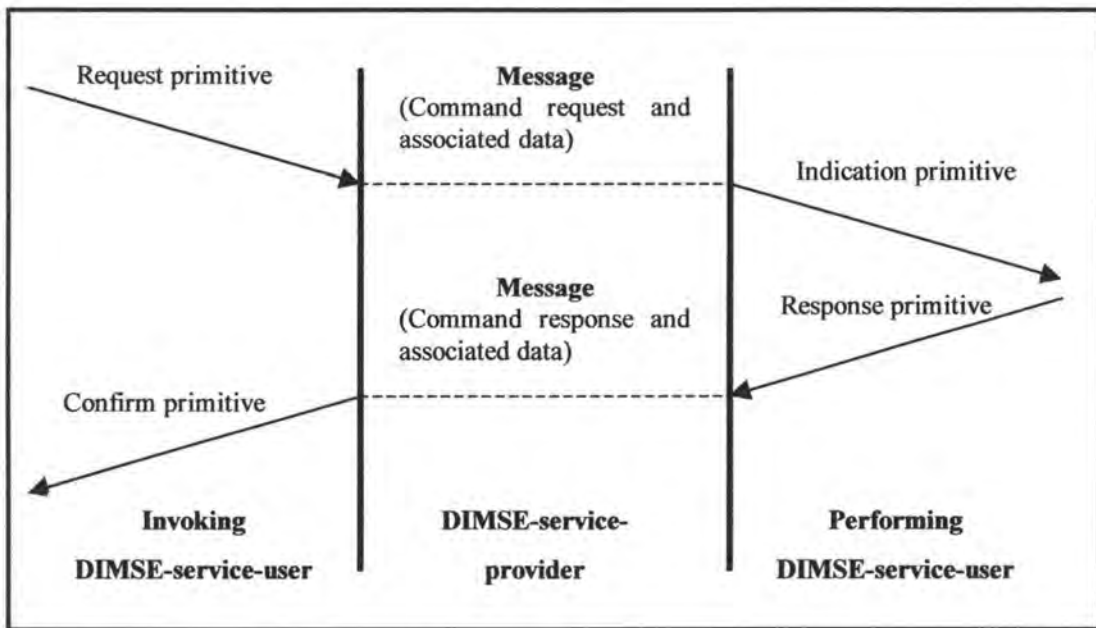 Request primitive
Message
(Command request and
associated data)
Indication primitive
Message
(Command response and
associated data)
Response primitive
Confirm primitive
Invoking
DIMSE-service-user
DIMSE-service-
provider
Performing
DIMSE-service-user